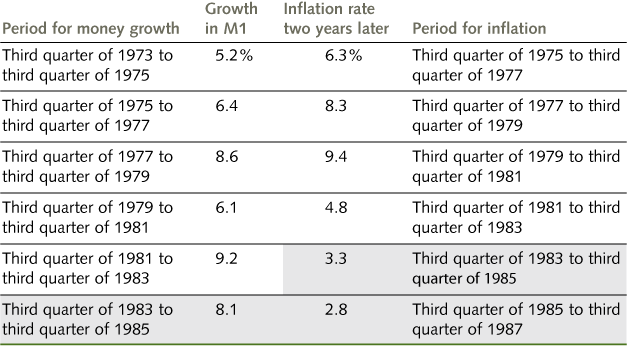 Period for money growth
Growth in M1
Inflation rate two years later
Period for inflation
Third quarter of 1973 to third quarter of 1975
5.2%
6.3%
Third quarter of 1975 to third quarter of 1977
Third quarter of 1975 to third quarter of 1977
6.4
8.3
Third quarter of 1977 to third quarter of 1979
Third quarter of 1977 to third quarter of 1979
8.6
9.4
Third quarter of 1979 to third quarter of 1981
Third quarter of 1979 to third quarter of 1981
6.1
4.8
Third quarter of 1981 to third quarter of 1983
Third quarter of 1981 to third quarter of 1983
9.2
3.3
Third quarter of 1983 to third quarter of 1985
Third quarter of 1983 to third quarter of 1985
8.1
2.8
Third quarter of 1985 to third quarter of 1987